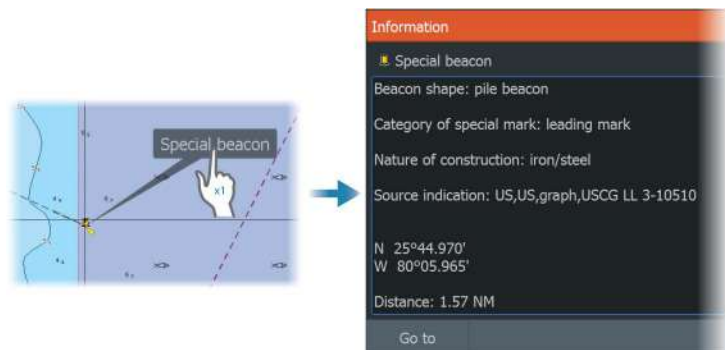 Special beacon
x1
Information
Special beacon
Beacon shape: pile beacon
Category of special mark: leading mark
Nature of construction: iron/steel
Source indication: US,US,graph,USCG LL 3-10510
N 25°44.970'
W 80°05.965'
Distance: 1.57 NM
Go to